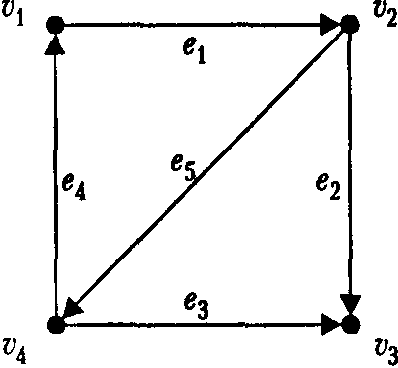 v₁ v₂
e₁
e₅
e₄ e₂
e₃
v₄ v₃